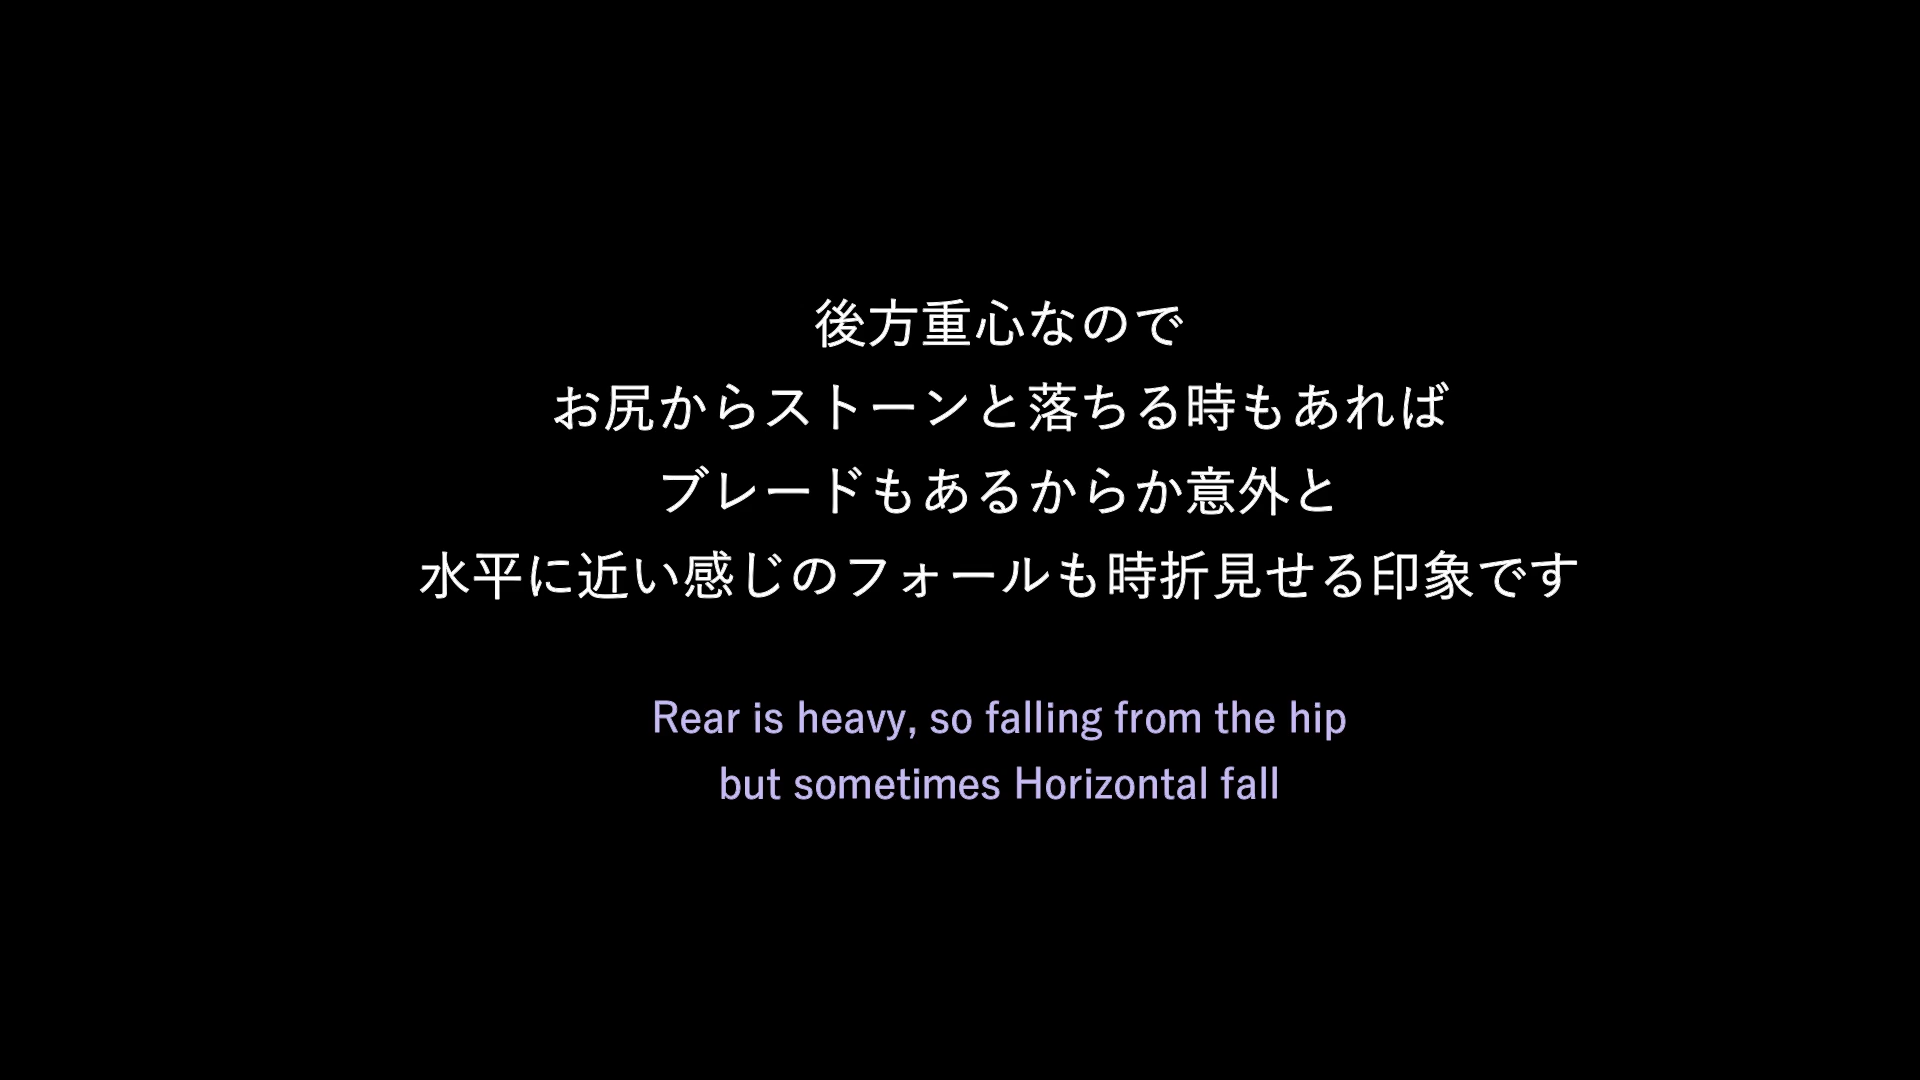 後方重心なので
お尻からストーンと落ちる時もあれば
ブレードもあるからか意外と
水平に近い感じのフォールも時折見せる印象です
Rear is heavy, so falling from the hip
but sometimes Horizontal fall